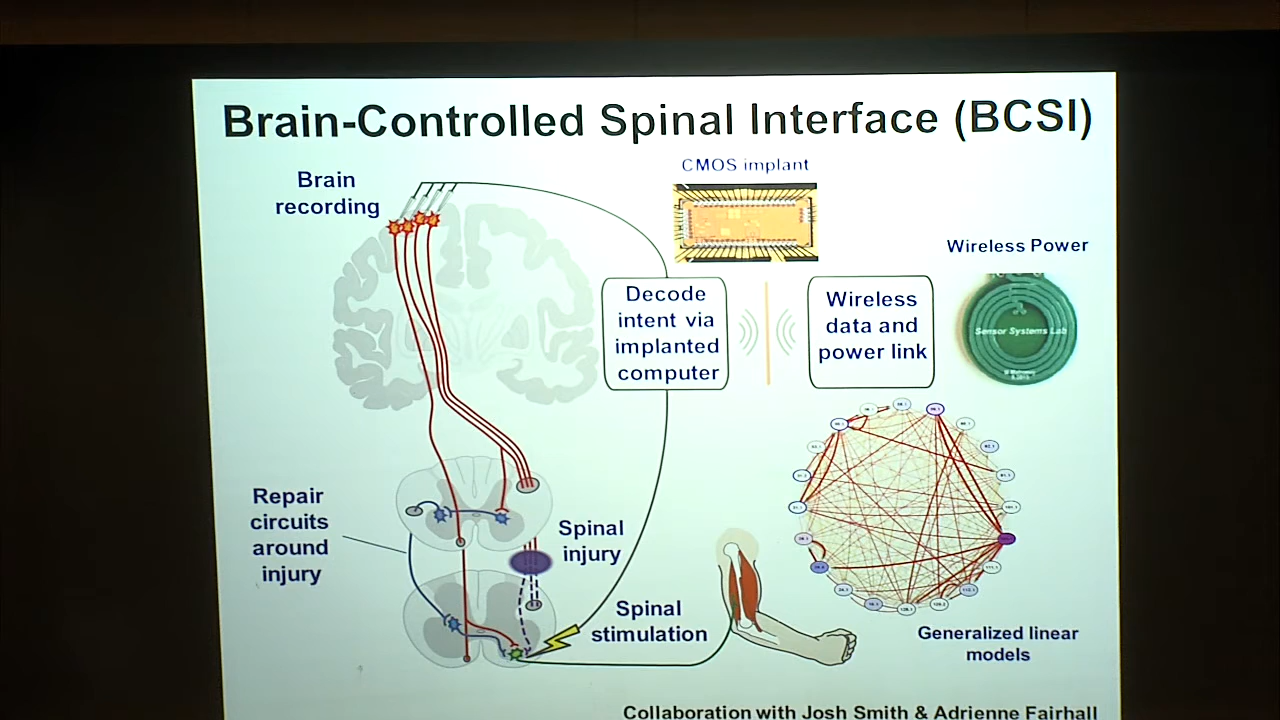 Brain-Controlled Spinal Interface (BCSI)
CMOS implant
Brain
recording
Wireless Power
Decode
intent via
implanted
computer
Wireless
data and
power link
Sensor Systems Lab
Repair
circuits
around
injury
Spinal
injury
Spinal
stimulation
Generalized linear
models
Collaboration with Josh Smith & Adrienne Fairhall